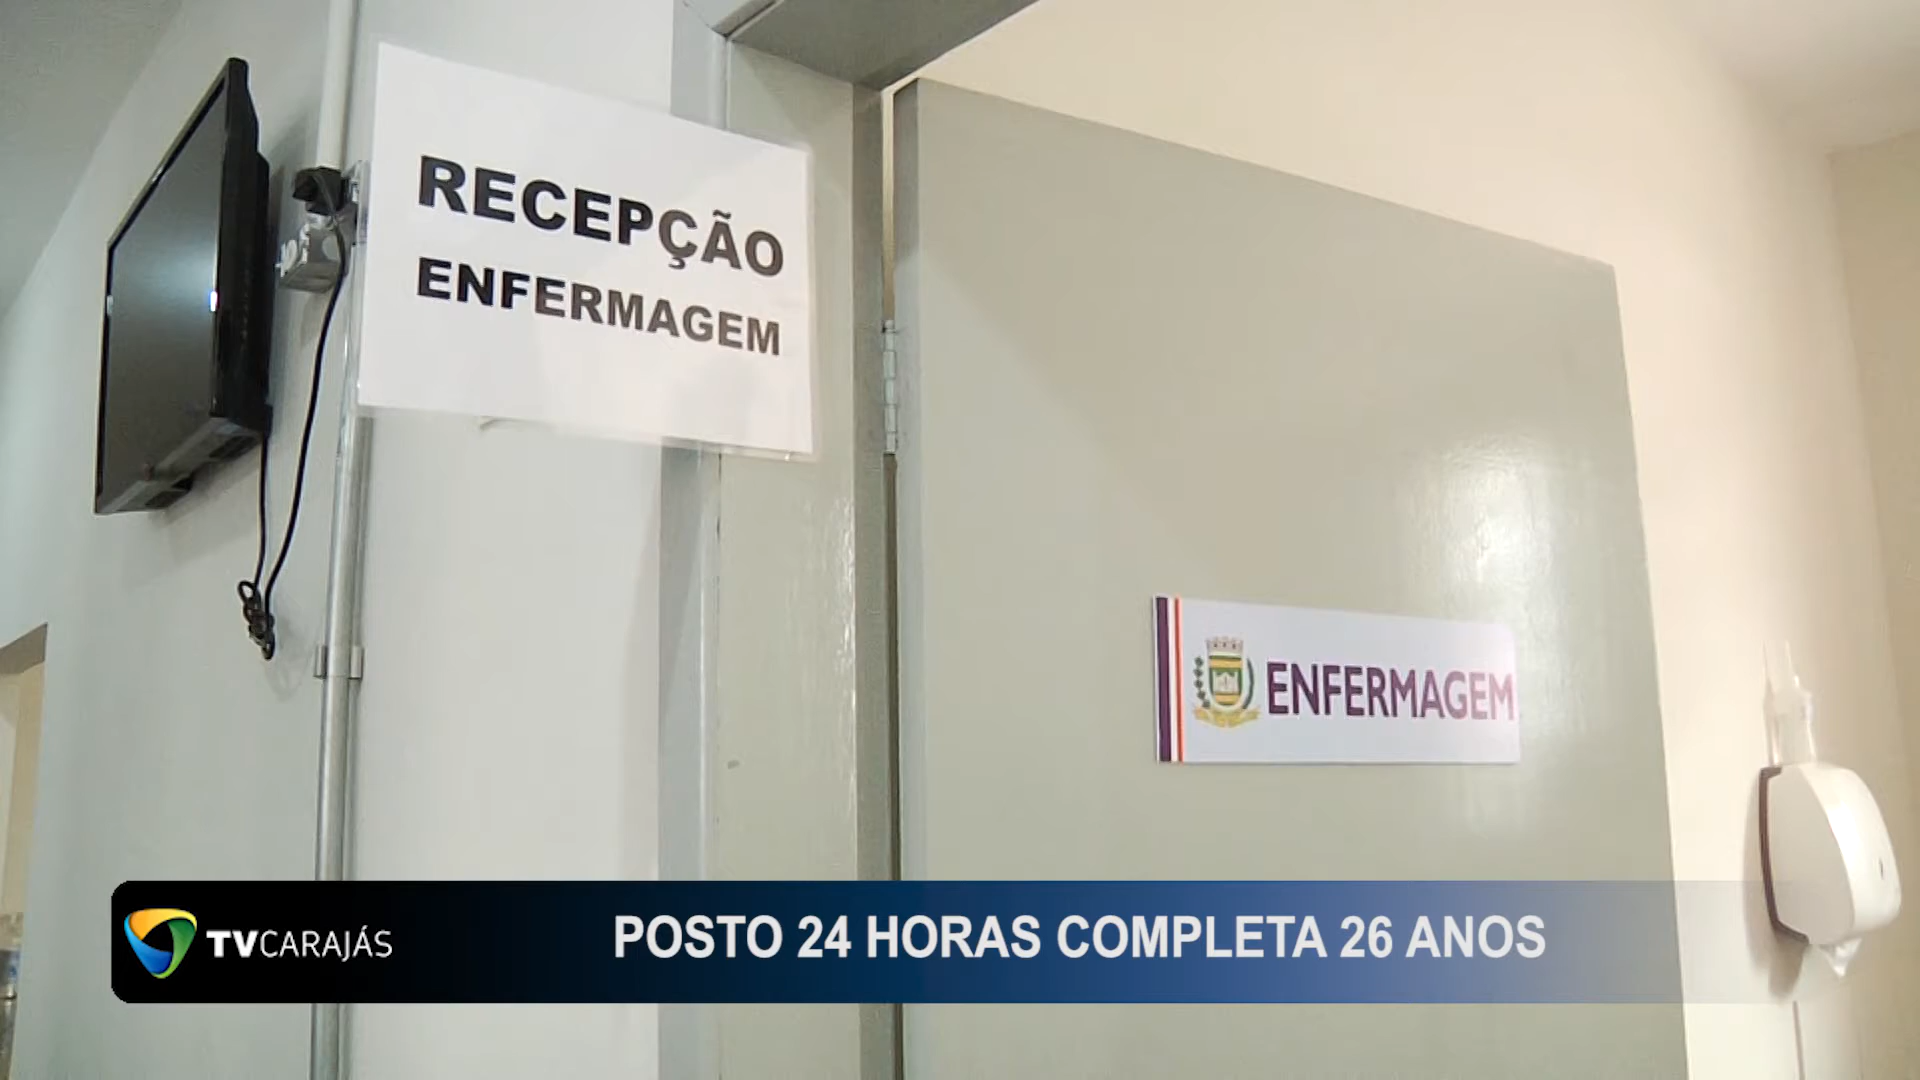 RECEPÇÃO
ENFERMAGEM
ENFERMAGEM
TVCARAJÁS
POSTO 24 HORAS COMPLETA 26 ANOS